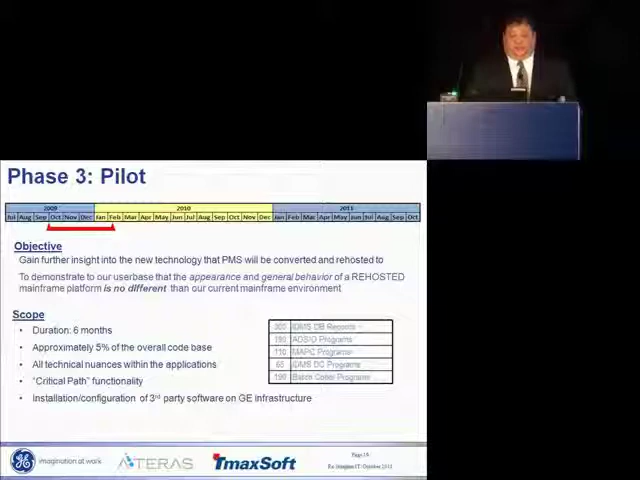 Phase 3: Pilot
2009 2010 2011
Jul Aug Sep Oct Nov Dec Jan Feb Mar Apr May Jun Jul Aug Sep Oct Nov Dec Jan Feb Mar Apr May Jun Jul Aug Sep Oct
Objective
Gain further insight into the new technology that PMS will be converted and rehosted to
To demonstrate to our userbase that the appearance and general behavior of a REHOSTED
mainframe platform is no different than our current mainframe environment
Scope
• Duration: 6 months
• Approximately 5% of the overall code base
• All technical nuances within the applications
• "Critical Path" functionality
• Installation/configuration of 3rd party software on GE infrastructure
IDMS DB Reports
ADSO Programs
MAPC Programs
IDMS DC Programs
Batch Cobol Programs
imagination at work
ATERAS
TmaxSoft